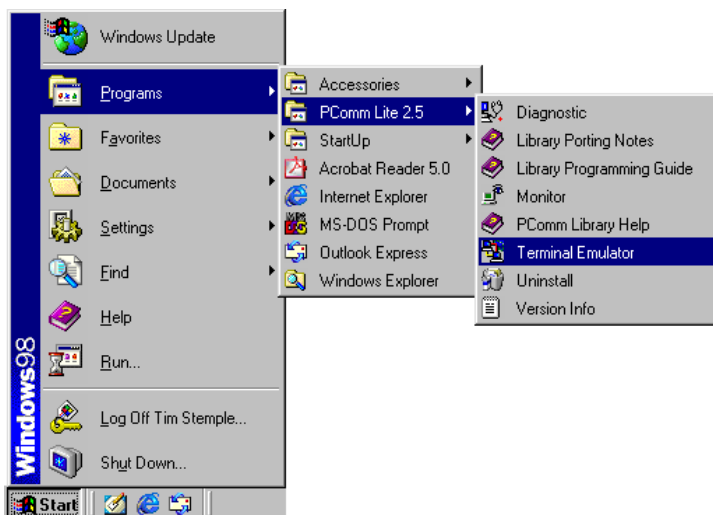 Windows Update
Programs
Favorites
Documents
Settings
Find
Help
Run...
Log Off Tim Stemple...
Shut Down...
Windows98
Start
Accessories
PComm Lite 2.5
StartUp
Acrobat Reader 5.0
Internet Explorer
MS-DOS Prompt
Outlook Express
Windows Explorer
Diagnostic
Library Porting Notes
Library Programming Guide
Monitor
PComm Library Help
Terminal Emulator
Uninstall
Version Info